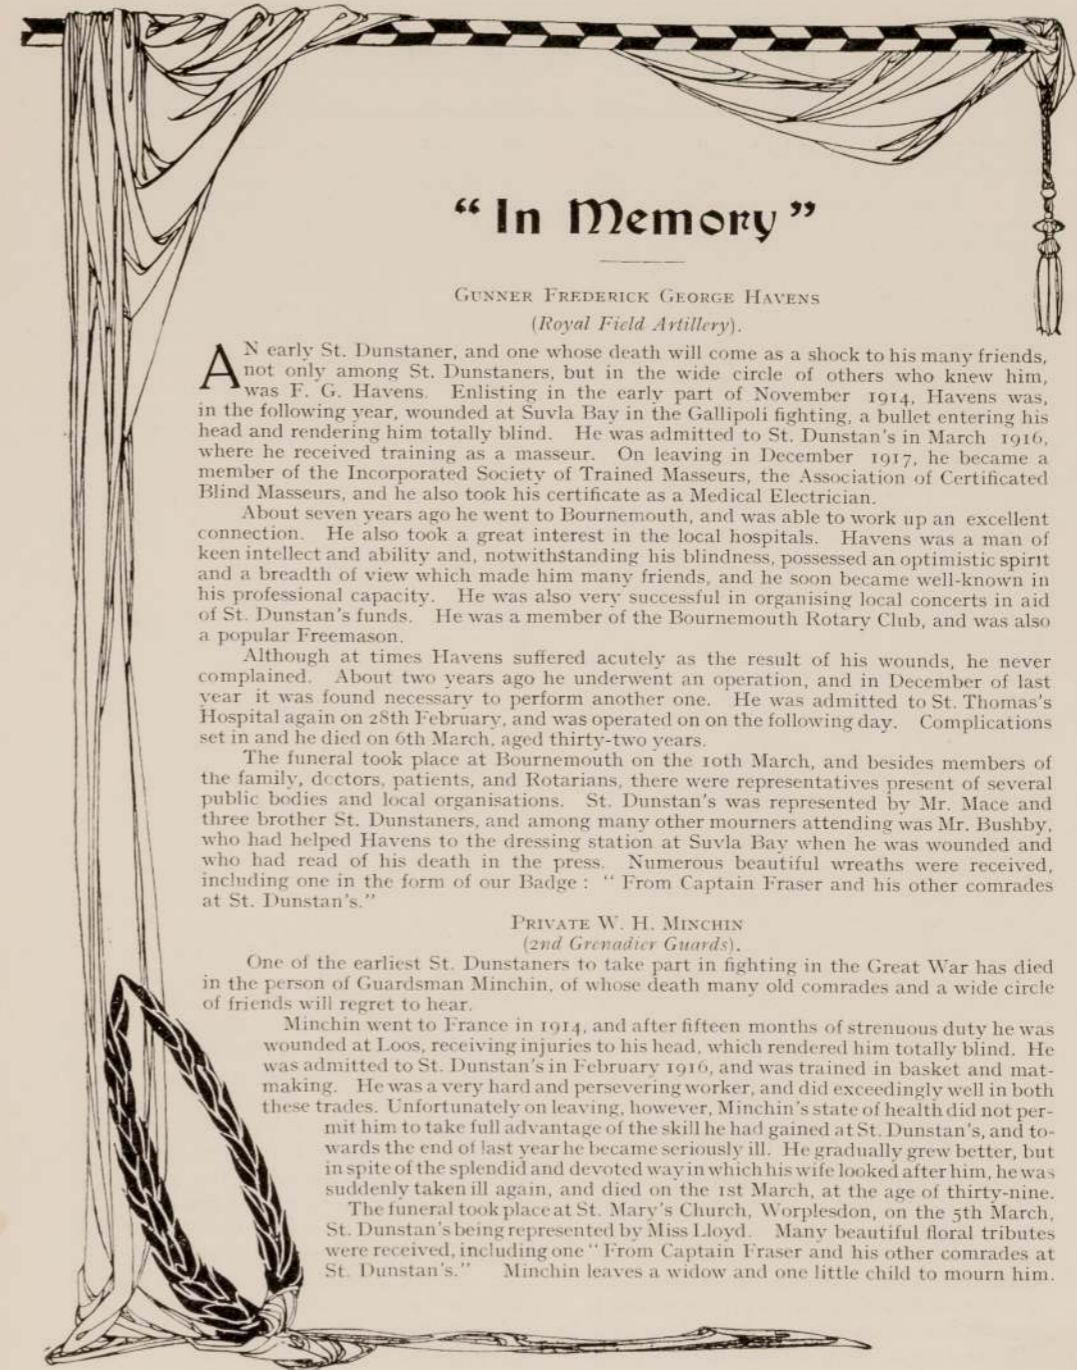 “In Memory”
GUNNER FREDERICK GEORGE HAVENS
(Royal Field Artillery).
AN early St. Dunstaner, and one whose death will come as a shock to his many friends,
not only among St. Dunstaners, but in the wide circle of others who knew him,
was F. G. Havens. Enlisting in the early part of November 1914, Havens was,
in the following year, wounded at Suvla Bay in the Gallipoli fighting, a bullet entering his
head and rendering him totally blind. He was admitted to St. Dunstan's in March 1916,
where he received training as a masseur. On leaving in December 1917, he became a
member of the Incorporated Society of Trained Masseurs, the Association of Certificated
Blind Masseurs, and he also took his certificate as a Medical Electrician.
About seven years ago he went to Bournemouth, and was able to work up an excellent
connection. He also took a great interest in the local hospitals. Havens was a man of
keen intellect and ability and, notwithstanding his blindness, possessed an optimistic spirit
and a breadth of view which made him many friends, and he soon became well-known in
his professional capacity. He was also very successful in organising local concerts in aid
of St. Dunstan's funds. He was a member of the Bournemouth Rotary Club, and was also
a popular Freemason.
Although at times Havens suffered acutely as the result of his wounds, he never
complained. About two years ago he underwent an operation, and in December of last
year it was found necessary to perform another one. He was admitted to St. Thomas's
Hospital again on 28th February, and was operated on on the following day. Complications
set in and he died on 6th March, aged thirty-two years.
The funeral took place at Bournemouth on the 10th March, and besides members of
the family, doctors, patients, and Rotarians, there were representatives present of several
public bodies and local organisations. St. Dunstan's was represented by Mr. Mace and
three brother St. Dunstaners, and among many other mourners attending was Mr. Bushby,
who had helped Havens to the dressing station at Suvla Bay when he was wounded and
who had read of his death in the press. Numerous beautiful wreaths were received,
including one in the form of our Badge : “ From Captain Fraser and his other comrades
at St. Dunstan's.”
PRIVATE W. H. MINCHIN
(2nd Grenadier Guards).
One of the earliest St. Dunstaners to take part in fighting in the Great War has died
in the person of Guardsman Minchin, of whose death many old comrades and a wide circle
of friends will regret to hear.
Minchin went to France in 1914, and after fifteen months of strenuous duty he was
wounded at Loos, receiving injuries to his head, which rendered him totally blind. He
was admitted to St. Dunstan's in February 1916, and was trained in basket and mat-
making. He was a very hard and persevering worker, and did exceedingly well in both
these trades. Unfortunately on leaving, however, Minchin's state of health did not per-
mit him to take full advantage of the skill he had gained at St. Dunstan's, and to-
wards the end of last year he became seriously ill. He gradually grew better, but
in spite of the splendid and devoted way in which his wife looked after him, he was
suddenly taken ill again, and died on the 1st March, at the age of thirty-nine.
The funeral took place at St. Mary's Church, Worplesdon, on the 5th March,
St. Dunstan's being represented by Miss Lloyd. Many beautiful floral tributes
were received, including one “ From Captain Fraser and his other comrades at
St. Dunstan's.” Minchin leaves a widow and one little child to mourn him.